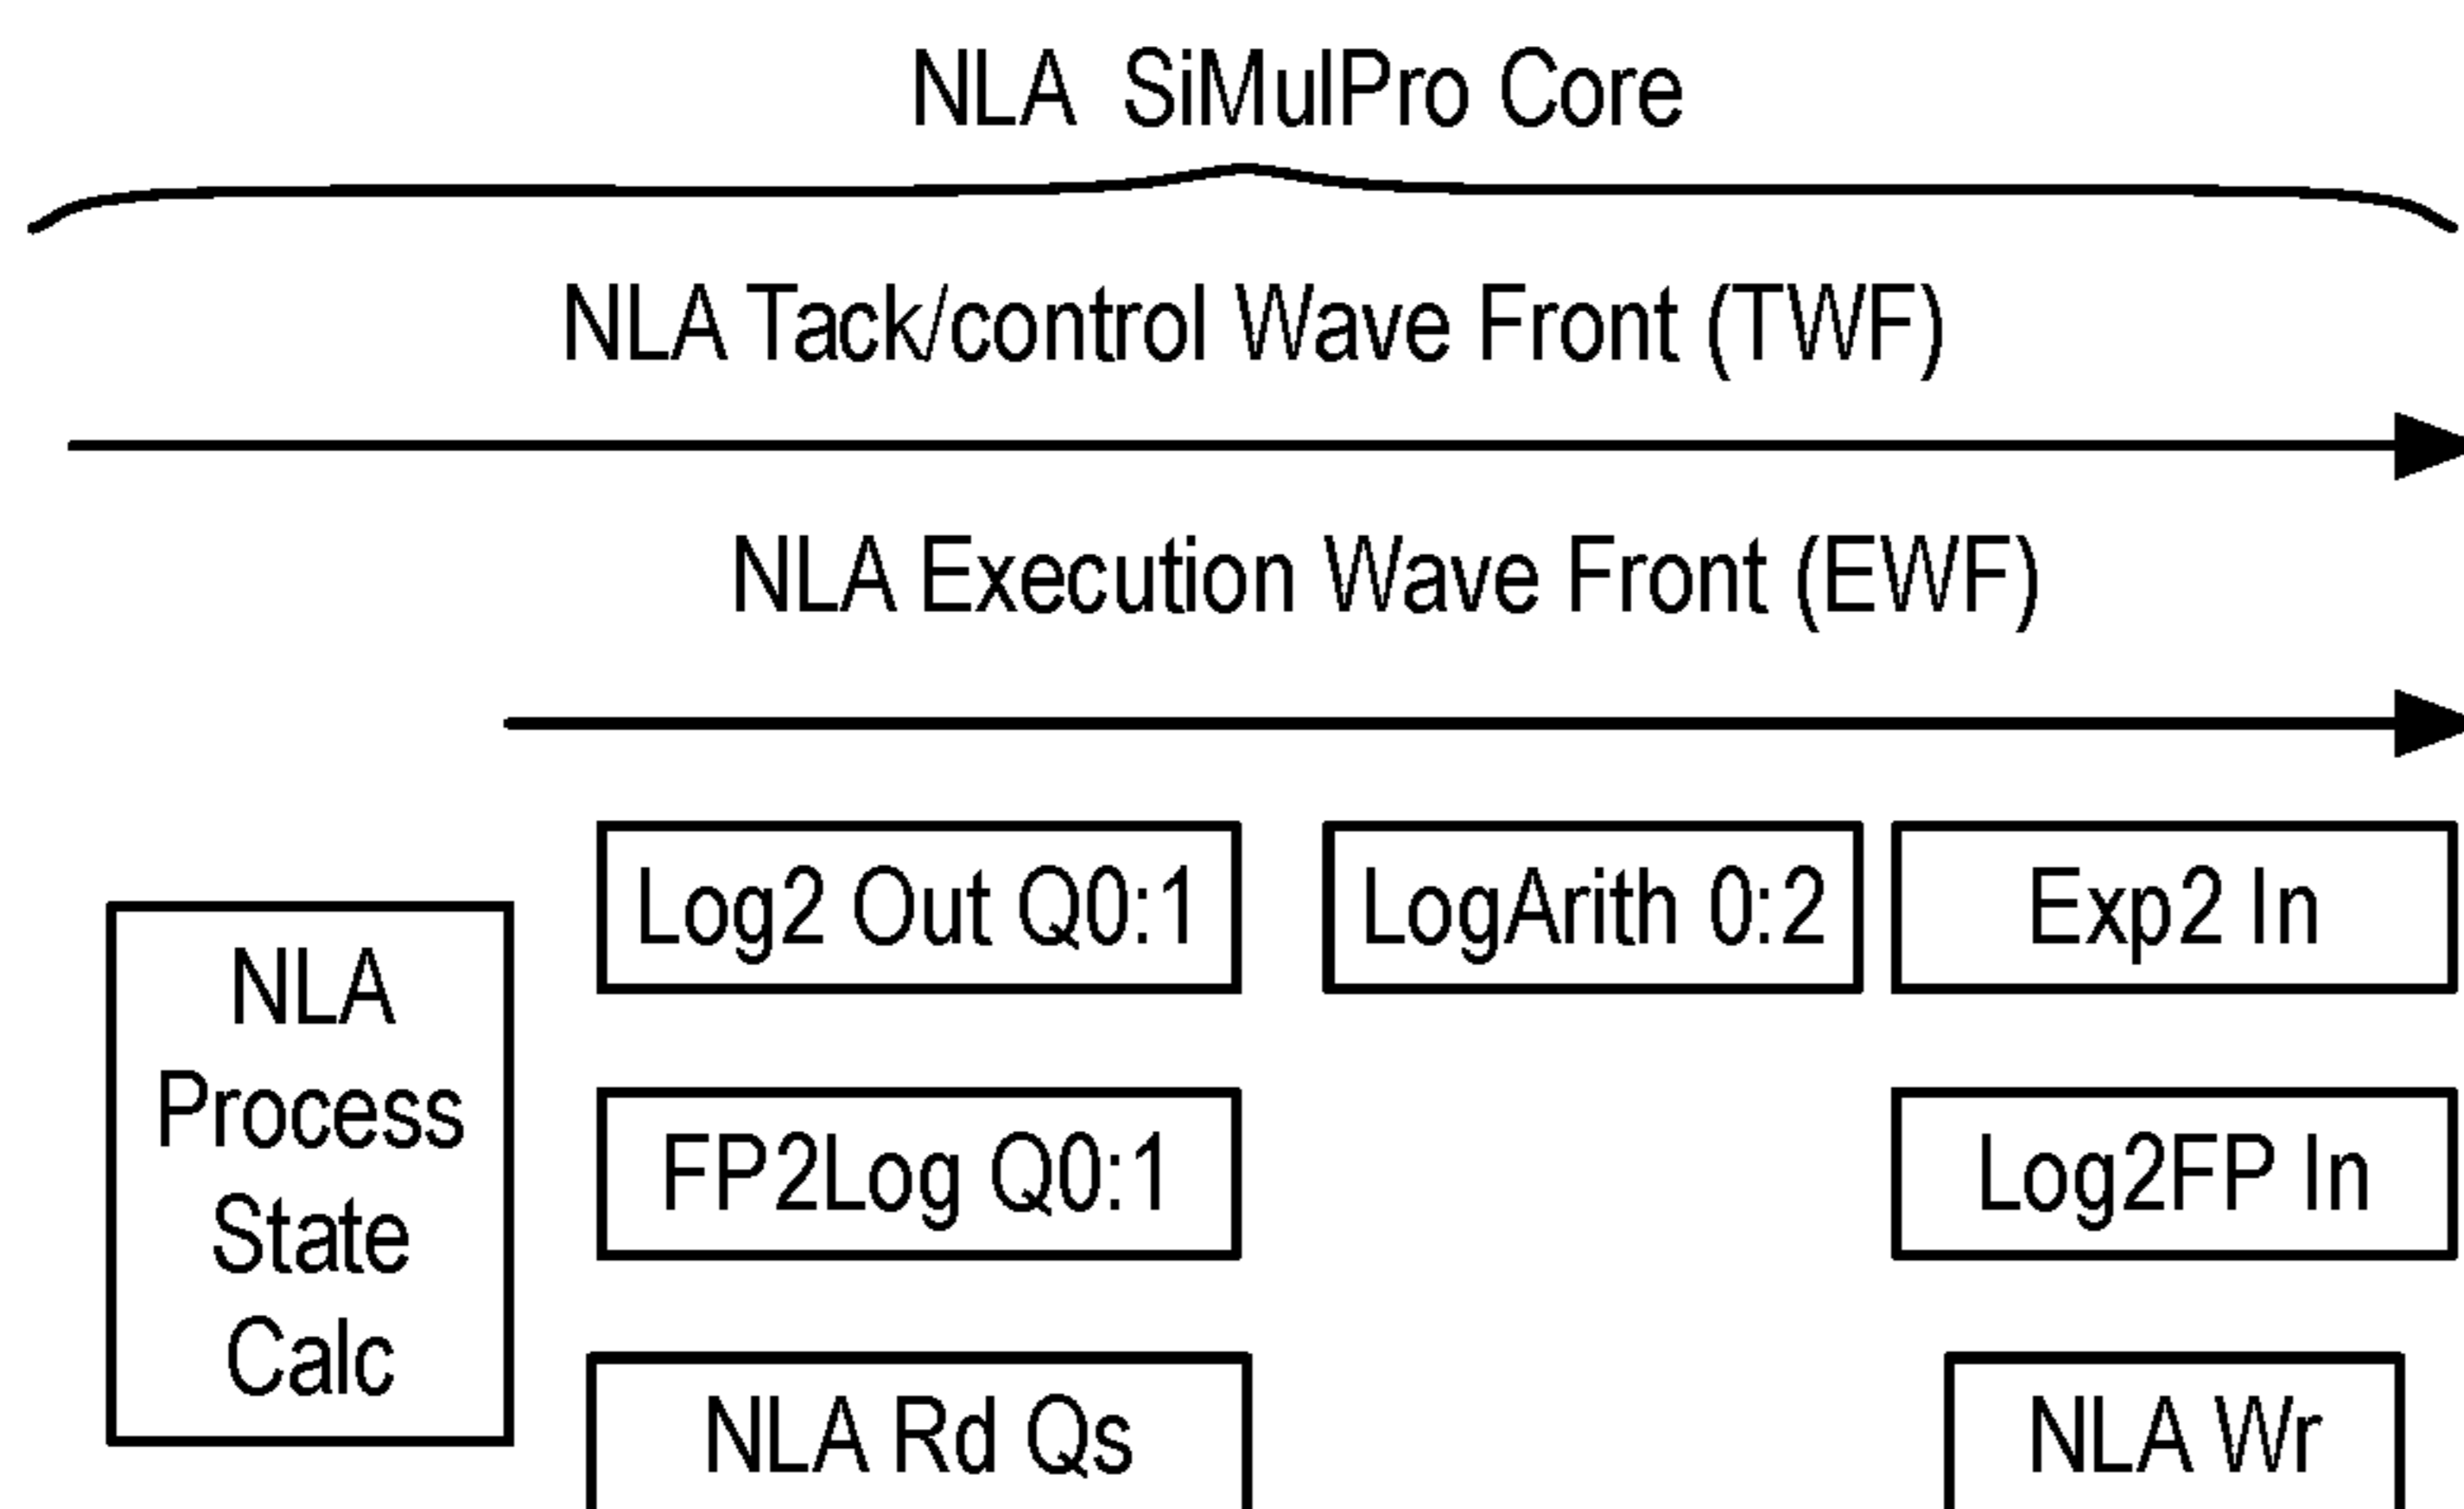 NLA SiMulPro Core
NLA Tack/control Wave Front (TWF)
NLA Execution Wave Front (EWF)
NLA
Process
State
Calc
Log2 Out Q0:1
LogArith 0:2
Exp2 In
FP2Log Q0:1
Log2FP In
NLA Rd Qs
NLA Wr